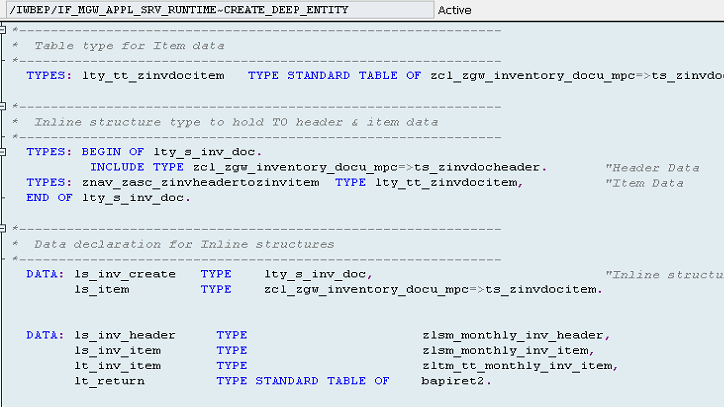 /IWBEP/IF_MGW_APPL_SRV_RUNTIME~CREATE_DEEP_ENTITY Active
*------------------------------------------------------------
* Table type for Item data
*------------------------------------------------------------
TYPES: lty_tt_zinvdocitem TYPE STANDARD TABLE OF zcl_zgw_inventory_docu_mpc=>ts_zinvdo
*------------------------------------------------------------
* Inline structure type to hold TO header & item data
*------------------------------------------------------------
TYPES: BEGIN OF lty_s_inv_doc.
INCLUDE TYPE zcl_zgw_inventory_docu_mpc=>ts_zinvdocheader. "Header Data
TYPES: znav_zasc_zinvheadertozinvitem TYPE lty_tt_zinvdocitem, "Item Data
END OF lty_s_inv_doc.
*------------------------------------------------------------
* Data declaration for Inline structures
*------------------------------------------------------------
DATA: ls_inv_create TYPE lty_s_inv_doc, "Inline structu
ls_item TYPE zcl_zgw_inventory_docu_mpc=>ts_zinvdocitem.
DATA: ls_inv_header TYPE zlsm_monthly_inv_header,
ls_inv_item TYPE zlsm_monthly_inv_item,
lt_inv_item TYPE zltm_tt_monthly_inv_item,
lt_return TYPE STANDARD TABLE OF bapiret2.